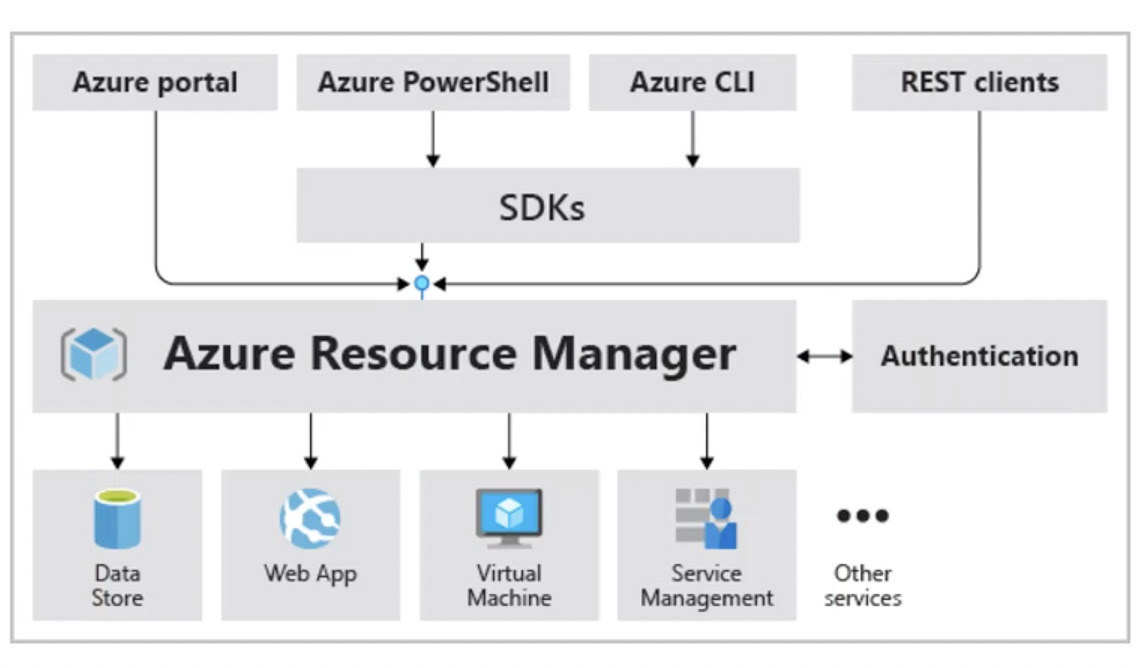 Azure portal
Azure PowerShell
Azure CLI
REST clients
SDKs
Azure Resource Manager
Authentication
Data
Store
Web App
Virtual
Machine
Service
Management
Other
services